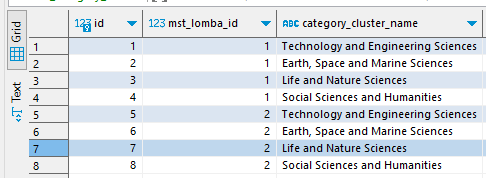 123 id 123 mst_lomba_id ABC category_cluster_name
Grid
Text
1 1 1 Technology and Engineering Sciences
2 2 1 Earth, Space and Marine Sciences
3 3 1 Life and Nature Sciences
4 4 1 Social Sciences and Humanities
5 5 2 Technology and Engineering Sciences
6 6 2 Earth, Space and Marine Sciences
7 7 2 Life and Nature Sciences
8 8 2 Social Sciences and Humanities